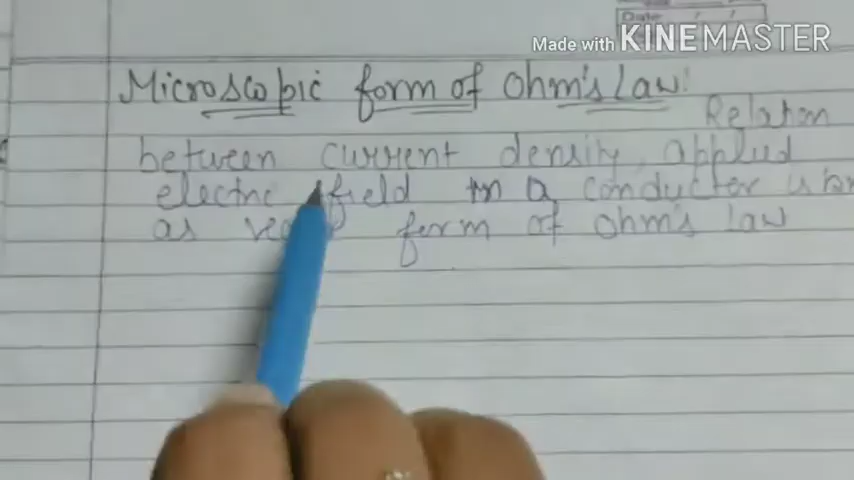 Date
Made with KINEMASTER
Microscopic form of Ohm's Law:
Relation
between current density, applied
electric field in a conductor is
as form of ohm's law